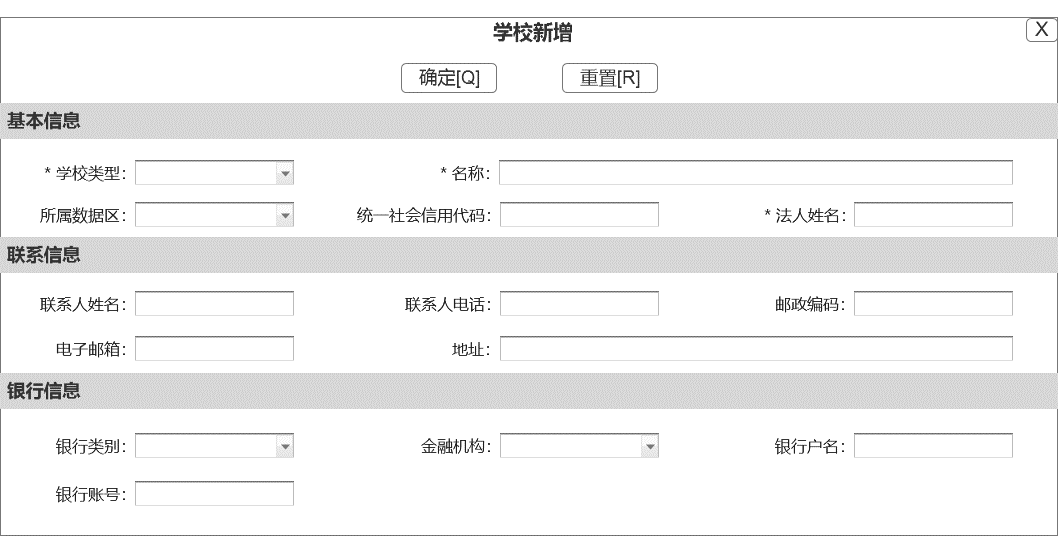 学校新增 X
确定[Q] 重置[R]
基本信息
* 学校类型： * 名称：
所属数据区： 统一社会信用代码： * 法人姓名：
联系信息
联系人姓名： 联系人电话： 邮政编码：
电子邮箱： 地址：
银行信息
银行类别： 金融机构： 银行户名：
银行账号：